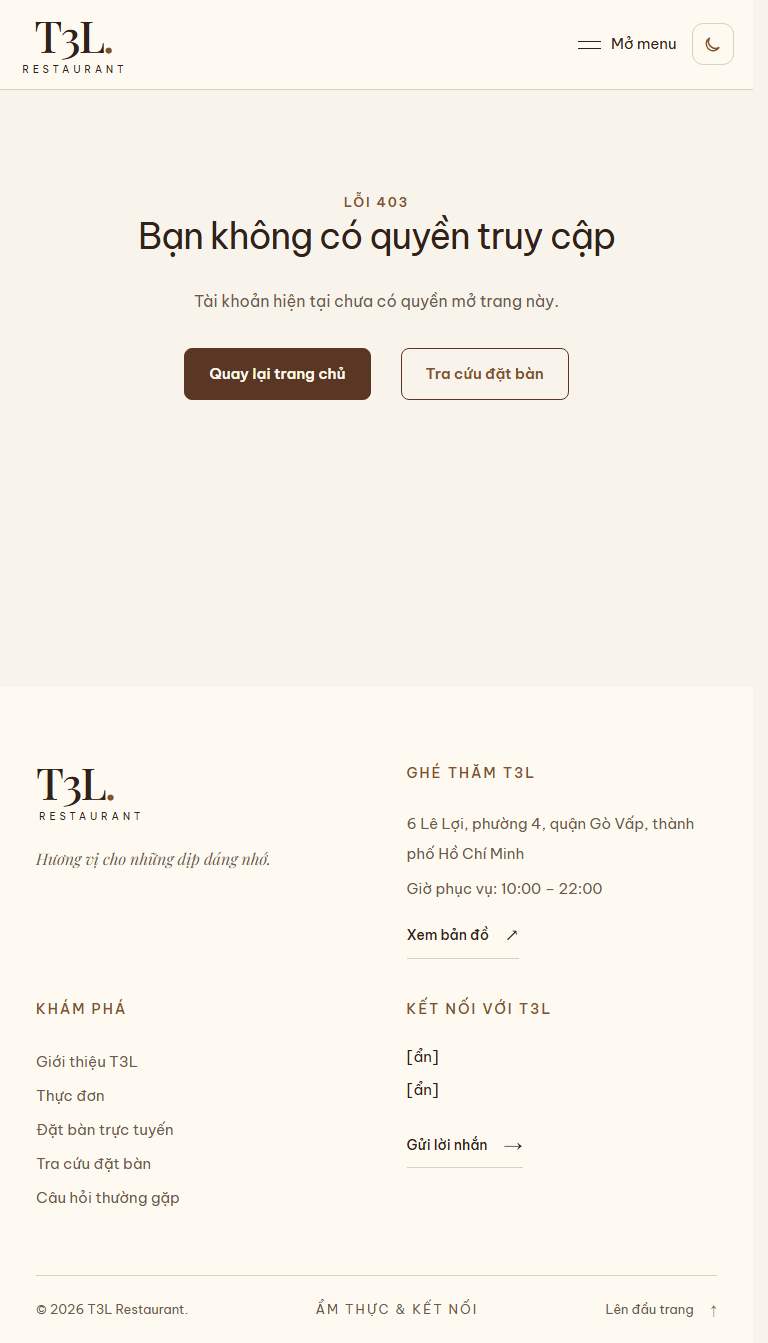 T3L.
RESTAURANT
Mở menu
LỖI 403
Bạn không có quyền truy cập
Tài khoản hiện tại chưa có quyền mở trang này.
Quay lại trang chủ
Tra cứu đặt bàn
T3L.
RESTAURANT
Hương vị cho những dịp đáng nhớ.
GHÉ THĂM T3L
6 Lê Lợi, phường 4, quận Gò Vấp, thành
phố Hồ Chí Minh
Giờ phục vụ: 10:00 – 22:00
Xem bản đồ ↗
KHÁM PHÁ
Giới thiệu T3L
Thực đơn
Đặt bàn trực tuyến
Tra cứu đặt bàn
Câu hỏi thường gặp
KẾT NỐI VỚI T3L
[ẩn]
[ẩn]
Gửi lời nhắn →
© 2026 T3L Restaurant.
ẨM THỰC & KẾT NỐI
Lên đầu trang ↑